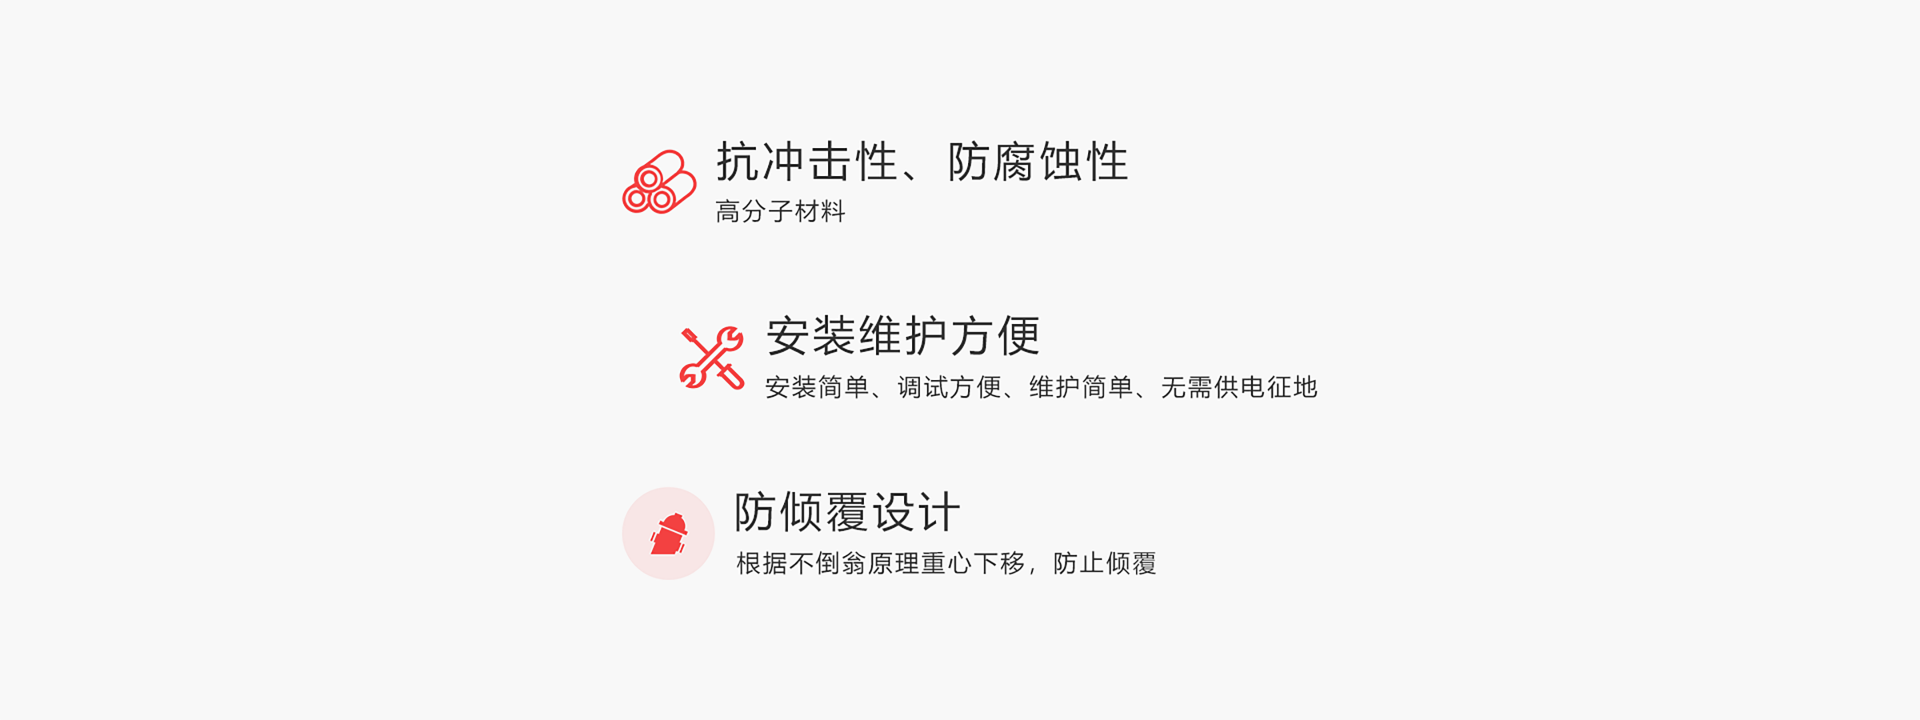 抗冲击性、防腐蚀性
高分子材料
安装维护方便
安装简单、调试方便、维护简单、无需供电征地
防倾覆设计
根据不倒翁原理重心下移，防止倾覆